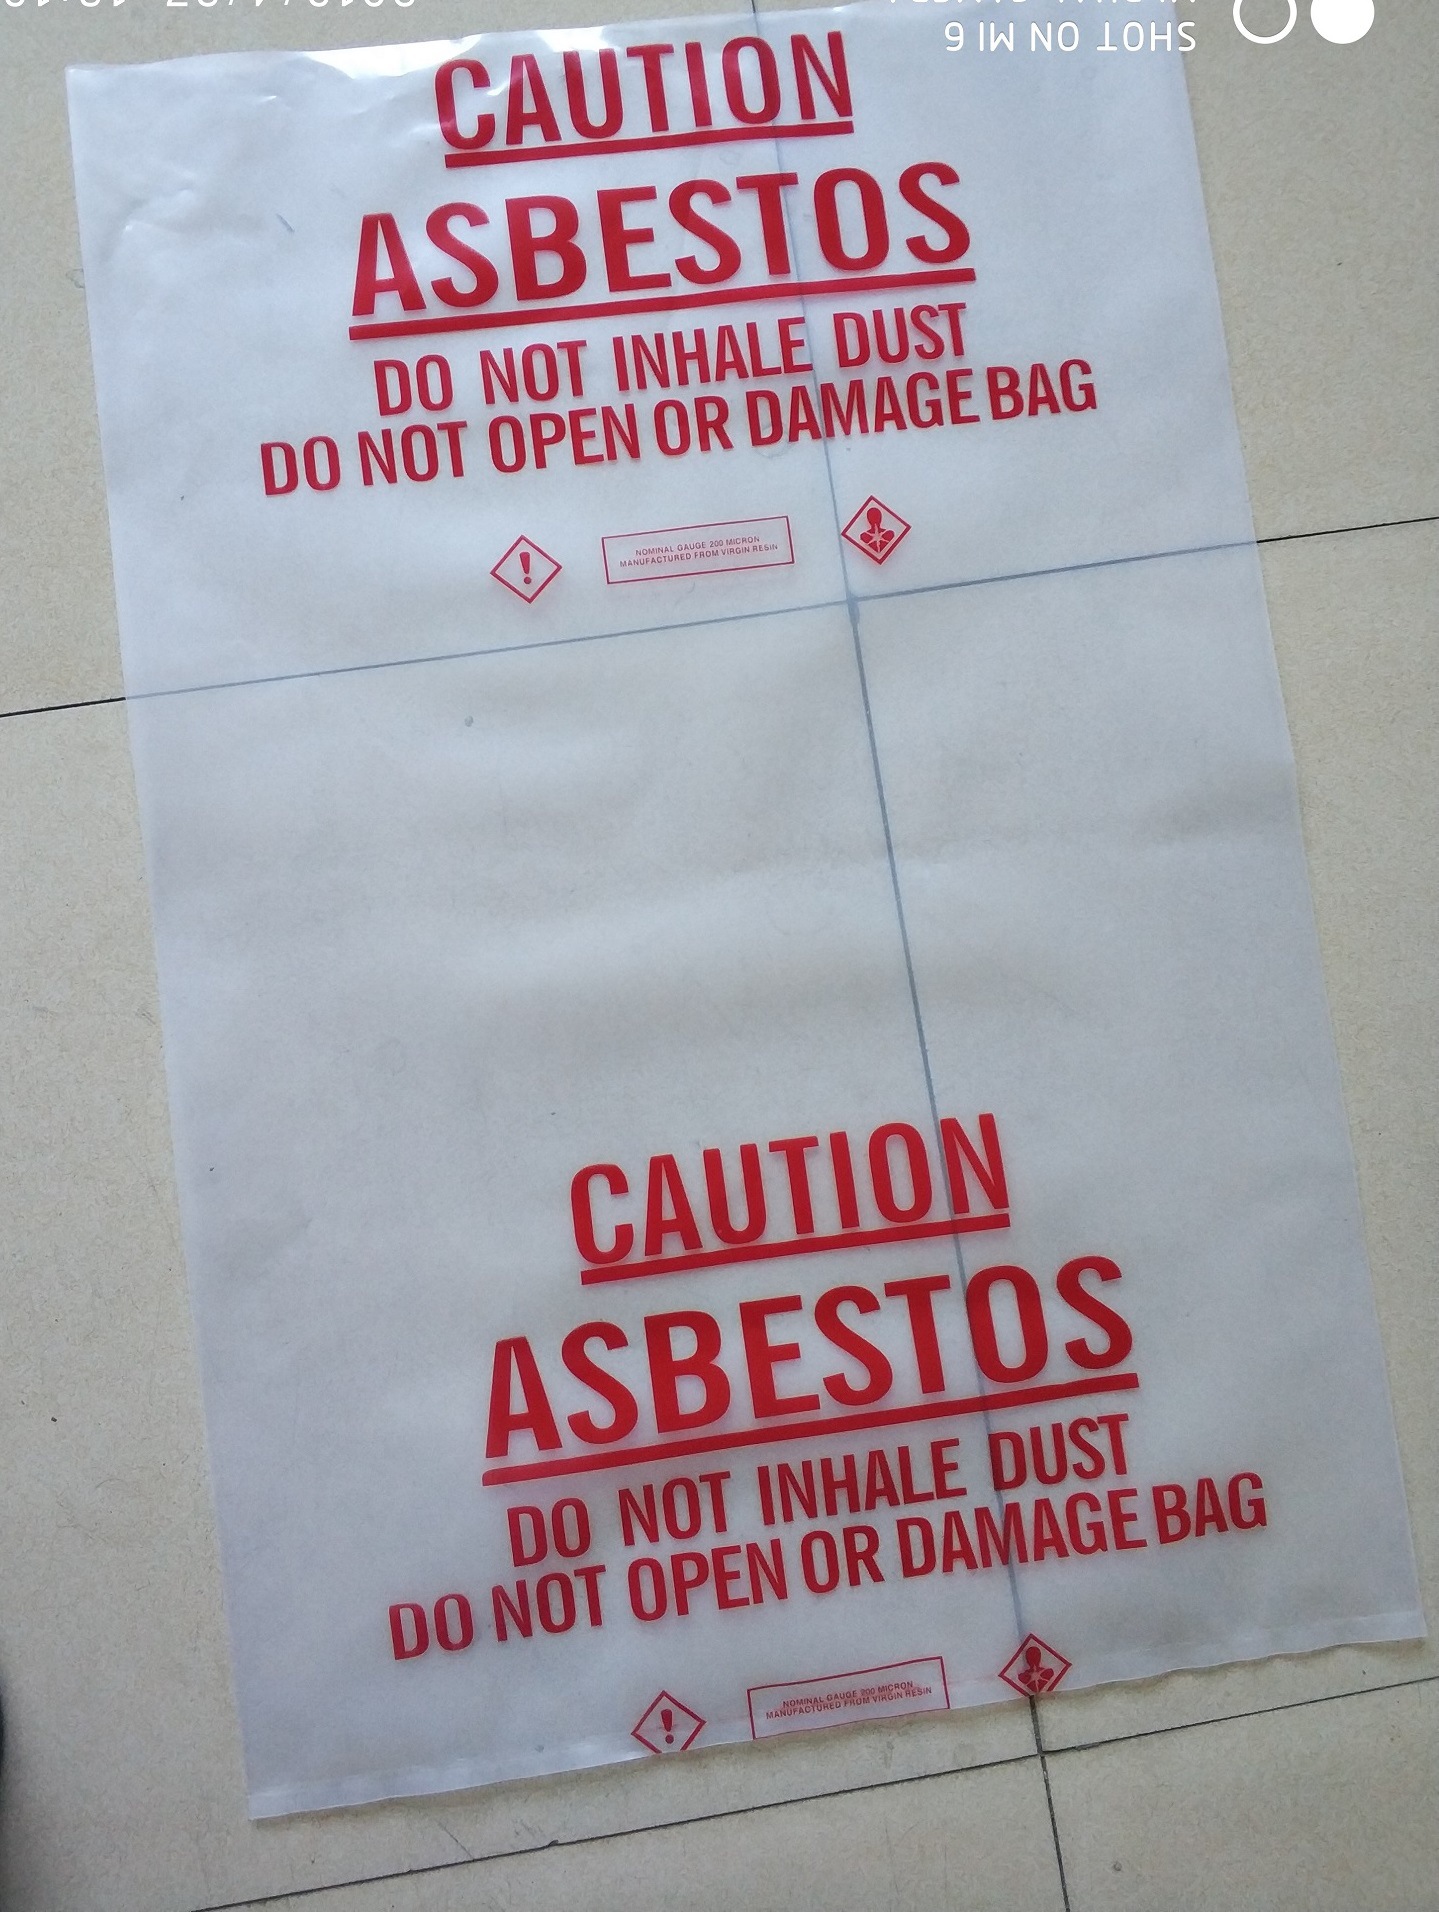 SHOT ON MI 6
CAUTION
ASBESTOS
DO NOT INHALE DUST
DO NOT OPEN OR DAMAGE BAG
!
NOMINAL GAUGE 200 MICRON
MANUFACTURED FROM VIRGIN RESIN
CAUTION
ASBESTOS
DO NOT INHALE DUST
DO NOT OPEN OR DAMAGE BAG
!
NOMINAL GAUGE 200 MICRON
MANUFACTURED FROM VIRGIN RESIN